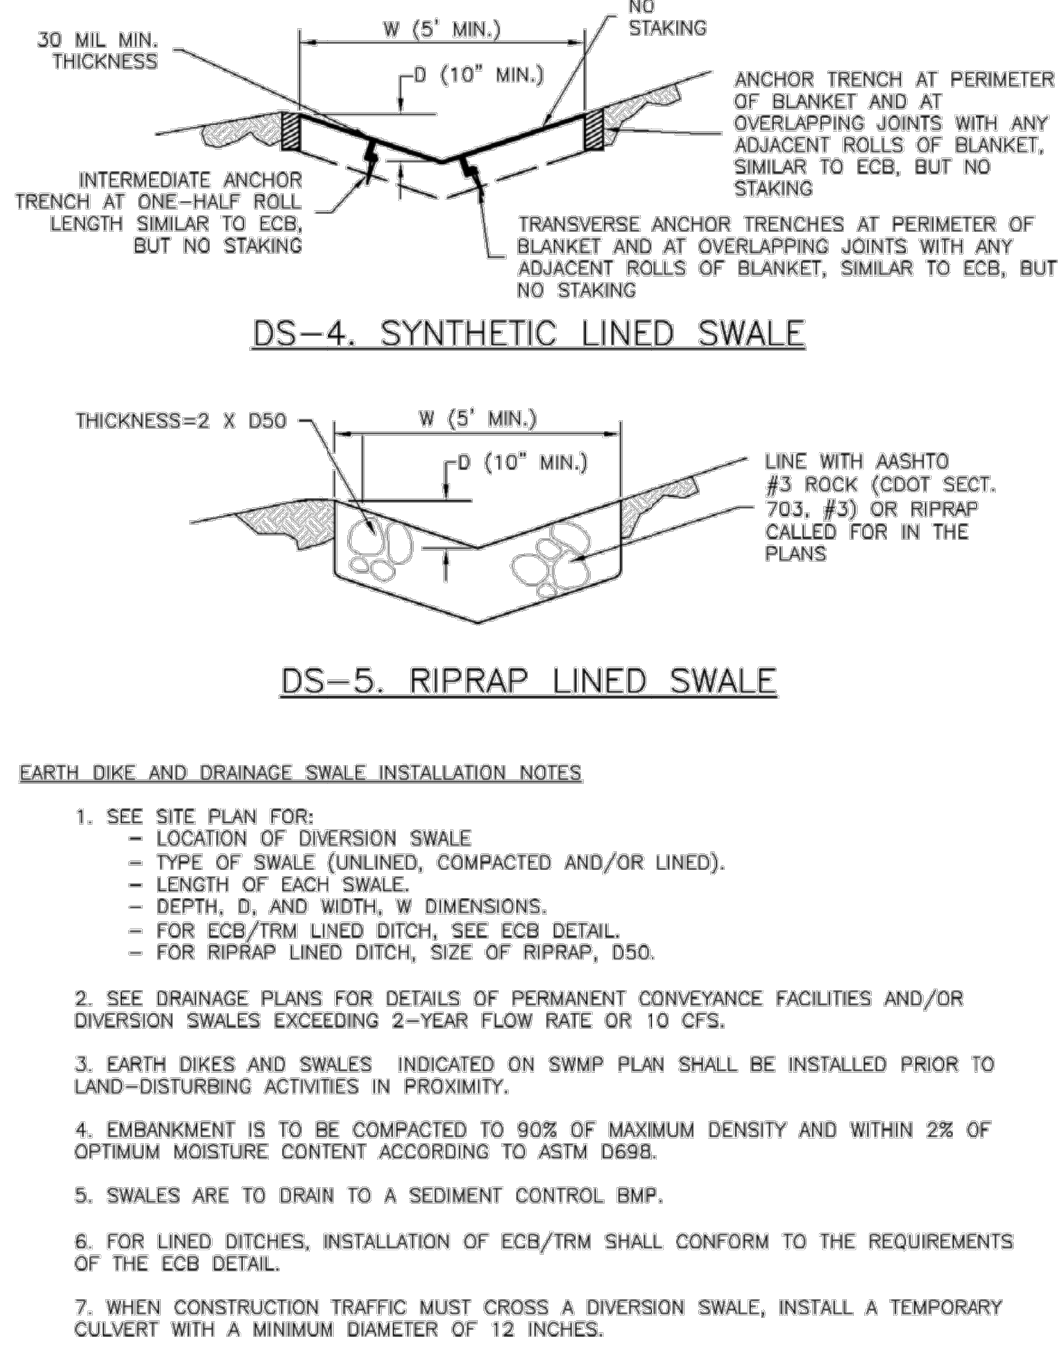 NO
STAKING
W (5' MIN.)
30 MIL MIN.
THICKNESS
D (10" MIN.)
ANCHOR TRENCH AT PERIMETER
OF BLANKET AND AT
OVERLAPPING JOINTS WITH ANY
ADJACENT ROLLS OF BLANKET,
SIMILAR TO ECB, BUT NO
STAKING
INTERMEDIATE ANCHOR
TRENCH AT ONE-HALF ROLL
LENGTH SIMILAR TO ECB,
BUT NO STAKING
TRANSVERSE ANCHOR TRENCHES AT PERIMETER OF
BLANKET AND AT OVERLAPPING JOINTS WITH ANY
ADJACENT ROLLS OF BLANKET, SIMILAR TO ECB, BUT
NO STAKING
DS-4. SYNTHETIC LINED SWALE
THICKNESS=2 X D50
W (5' MIN.)
D (10" MIN.)
LINE WITH AASHTO
#3 ROCK (CDOT SECT.
703, #3) OR RIPRAP
CALLED FOR IN THE
PLANS
DS-5. RIPRAP LINED SWALE
EARTH DIKE AND DRAINAGE SWALE INSTALLATION NOTES
1. SEE SITE PLAN FOR:
- LOCATION OF DIVERSION SWALE
- TYPE OF SWALE (UNLINED, COMPACTED AND/OR LINED).
- LENGTH OF EACH SWALE.
- DEPTH, D, AND WIDTH, W DIMENSIONS.
- FOR ECB/TRM LINED DITCH, SEE ECB DETAIL.
- FOR RIPRAP LINED DITCH, SIZE OF RIPRAP, D50.
2. SEE DRAINAGE PLANS FOR DETAILS OF PERMANENT CONVEYANCE FACILITIES AND/OR
DIVERSION SWALES EXCEEDING 2-YEAR FLOW RATE OR 10 CFS.
3. EARTH DIKES AND SWALES INDICATED ON SWMP PLAN SHALL BE INSTALLED PRIOR TO
LAND-DISTURBING ACTIVITIES IN PROXIMITY.
4. EMBANKMENT IS TO BE COMPACTED TO 90% OF MAXIMUM DENSITY AND WITHIN 2% OF
OPTIMUM MOISTURE CONTENT ACCORDING TO ASTM D698.
5. SWALES ARE TO DRAIN TO A SEDIMENT CONTROL BMP.
6. FOR LINED DITCHES, INSTALLATION OF ECB/TRM SHALL CONFORM TO THE REQUIREMENTS
OF THE ECB DETAIL.
7. WHEN CONSTRUCTION TRAFFIC MUST CROSS A DIVERSION SWALE, INSTALL A TEMPORARY
CULVERT WITH A MINIMUM DIAMETER OF 12 INCHES.